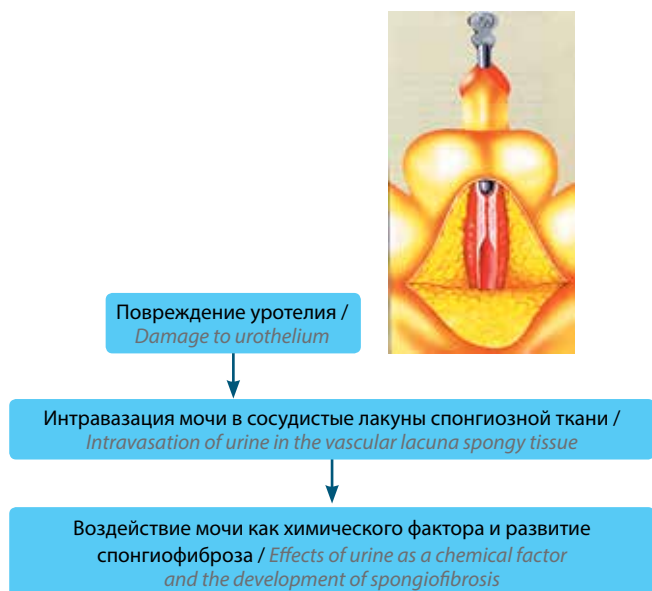 Повреждение уротелия /
Damage to urothelium
Интравазация мочи в сосудистые лакуны спонгиозной ткани /
Intravasation of urine in the vascular lacuna spongy tissue
Воздействие мочи как химического фактора и развитие
спонгиофиброза / Effects of urine as a chemical factor
and the development of spongiofibrosis